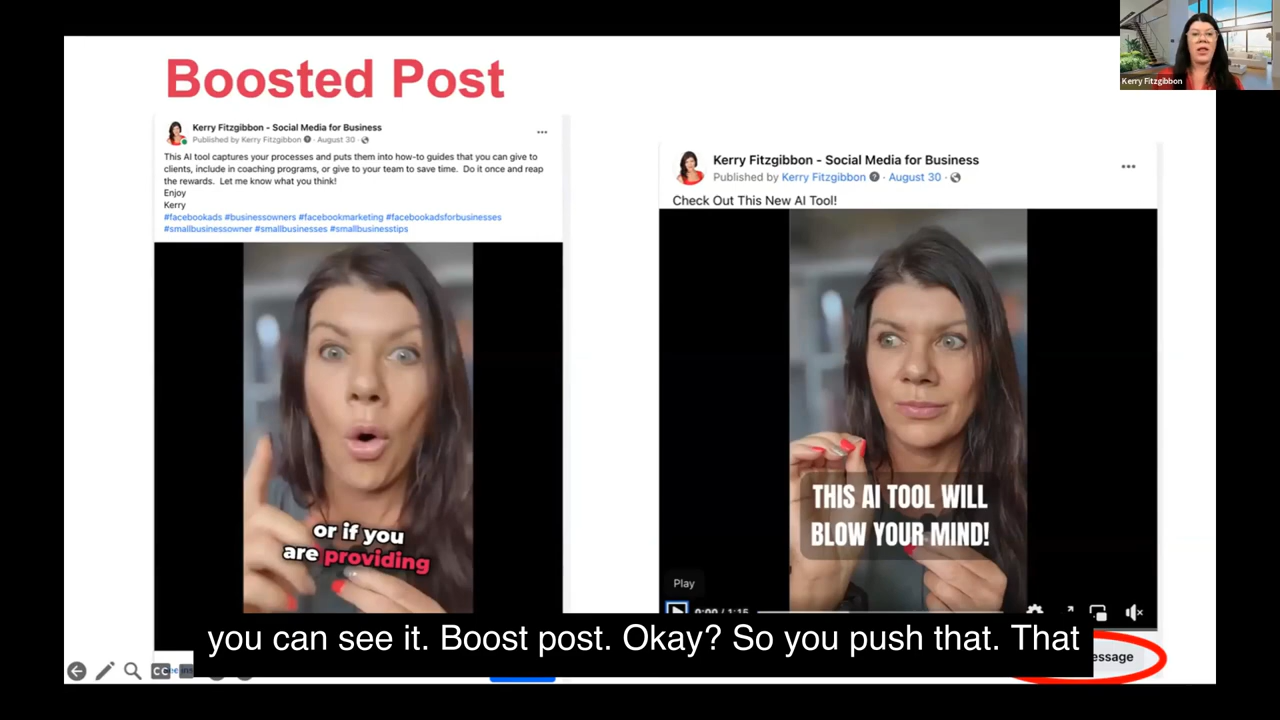 Boosted Post
Kerry Fitzgibbon
Kerry Fitzgibbon - Social Media for Business
Published by Kerry Fitzgibbon · August 30 ·
This AI tool captures your processes and puts them into how-to guides that you can give to
clients, include in coaching programs, or give to your team to save time. Do it once and reap
the rewards. Let me know what you think!
Enjoy
Kerry
#facebookads #businessowners #facebookmarketing #facebookadsforbusinesses
#smallbusinessowner #smallbusinesses #smallbusinesstips
or if you
are providing
Kerry Fitzgibbon - Social Media for Business
Published by Kerry Fitzgibbon · August 30 ·
Check Out This New AI Tool!
THIS AI TOOL WILL
BLOW YOUR MIND!
Play
0:00 / 1:15
you can see it. Boost post. Okay? So you push that. That
CC